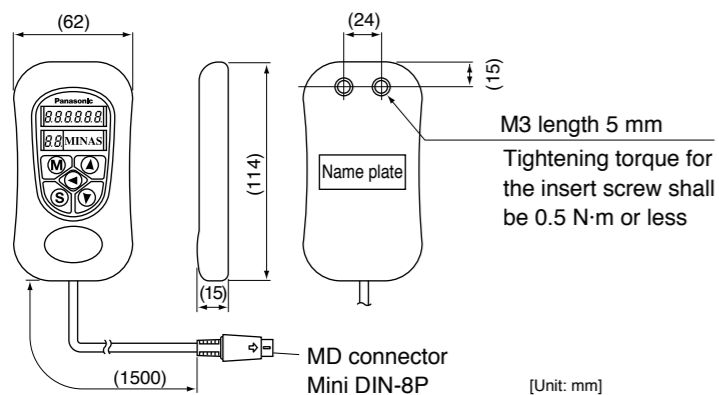 (62)
(24)
(15)
Panasonic
8.8.8.8.8.8.
8.8. MINAS
M
S
(114)
Name plate
M3 length 5 mm
Tightening torque for
the insert screw shall
be 0.5 N·m or less
(15)
(1500)
MD connector
Mini DIN-8P
[Unit: mm]